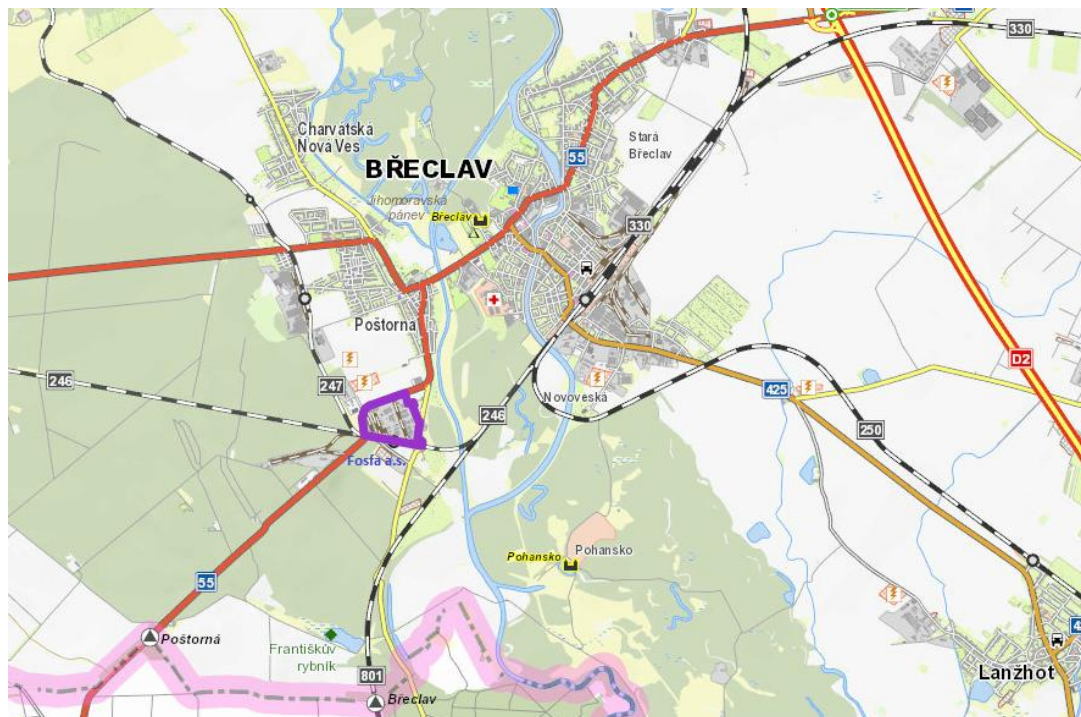 330
Charvátská
Nová Ves
Stará
Břeclav
55
BŘECLAV
Jihomoravská
pánev
Břeclav
330
Poštorná
D2
246
247
425
Novoveská
246
250
Fosfa a.s.
Pohansko
Pohansko
55
Poštorná
Františkův
rybník
801
Břeclav
Lanžhot